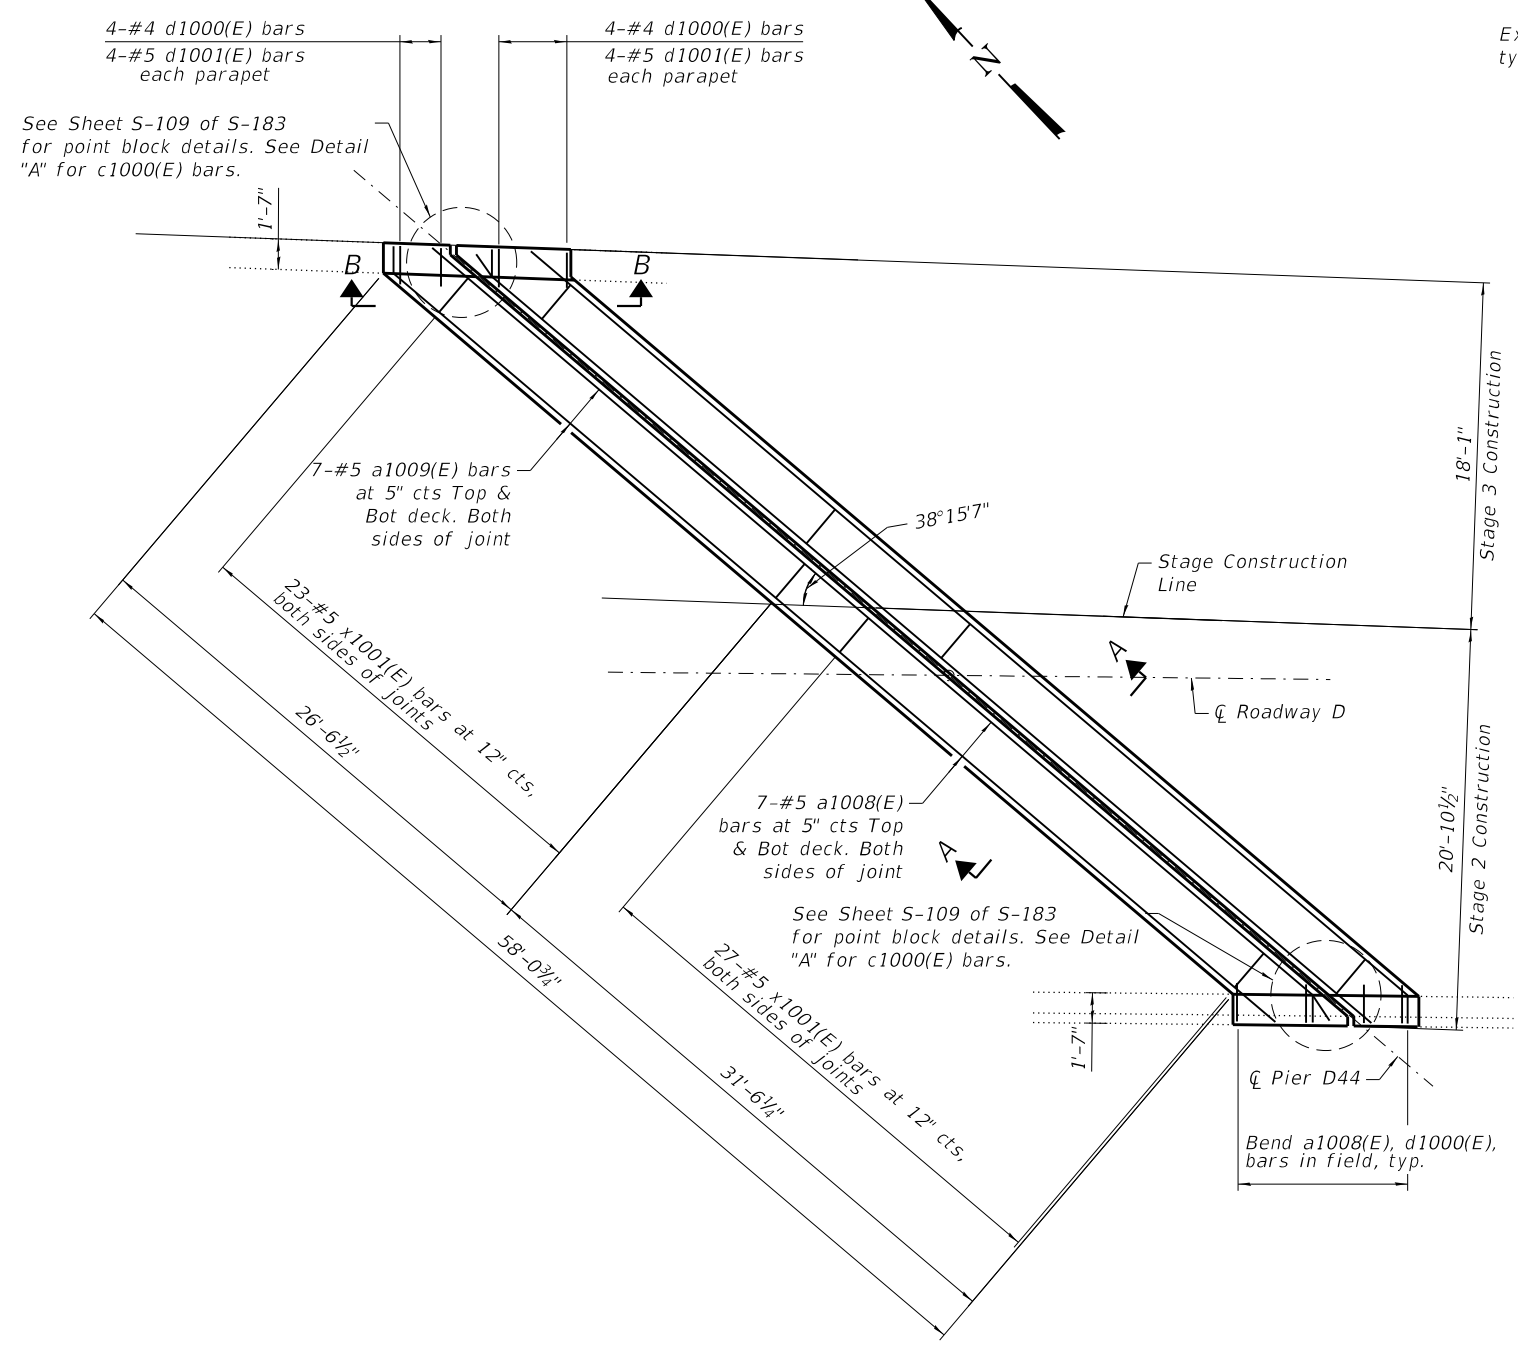 4-#4 d1000(E) bars
4-#5 d1001(E) bars
each parapet
4-#4 d1000(E) bars
4-#5 d1001(E) bars
each parapet
N
See Sheet S-109 of S-183
for point block details. See Detail
"A" for c1000(E) bars.
1'-7"
B
B
7-#5 a1009(E) bars
at 5" cts Top &
Bot deck. Both
sides of joint
38°15'7"
18'-1"
Stage 3 Construction
Stage Construction
Line
23-#5 x1001(E) bars at 12" cts,
both sides of joints
26'-6½"
A
℄ Roadway D
20'-10½"
Stage 2 Construction
7-#5 a1008(E)
bars at 5" cts Top
& Bot deck. Both
sides of joint
A
58'-0¾"
See Sheet S-109 of S-183
for point block details. See Detail
"A" for c1000(E) bars.
27-#5 x1001(E) bars at 12" cts,
both sides of joints
31'-6¼"
1'-7"
℄ Pier D44
Bend a1008(E), d1000(E),
bars in field, typ.